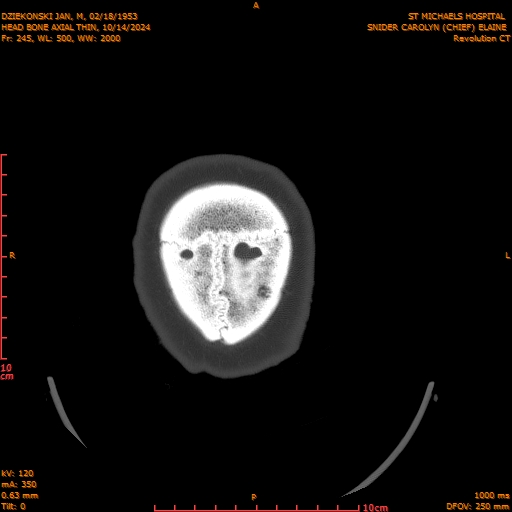 A
DZIEKONSKI JAN, M, 02/18/1953
HEAD BONE AXIAL THIN, 10/14/2024
Fr: 245, WL: 500, WW: 2000
ST MICHAELS HOSPITAL
SNIDER CAROLYN (CHIEF) ELAINE
Revolution CT
R
L
10
cm
kV: 120
mA: 350
0.63 mm
Tilt: 0
P
10cm
1000 ms
DFOV: 250 mm